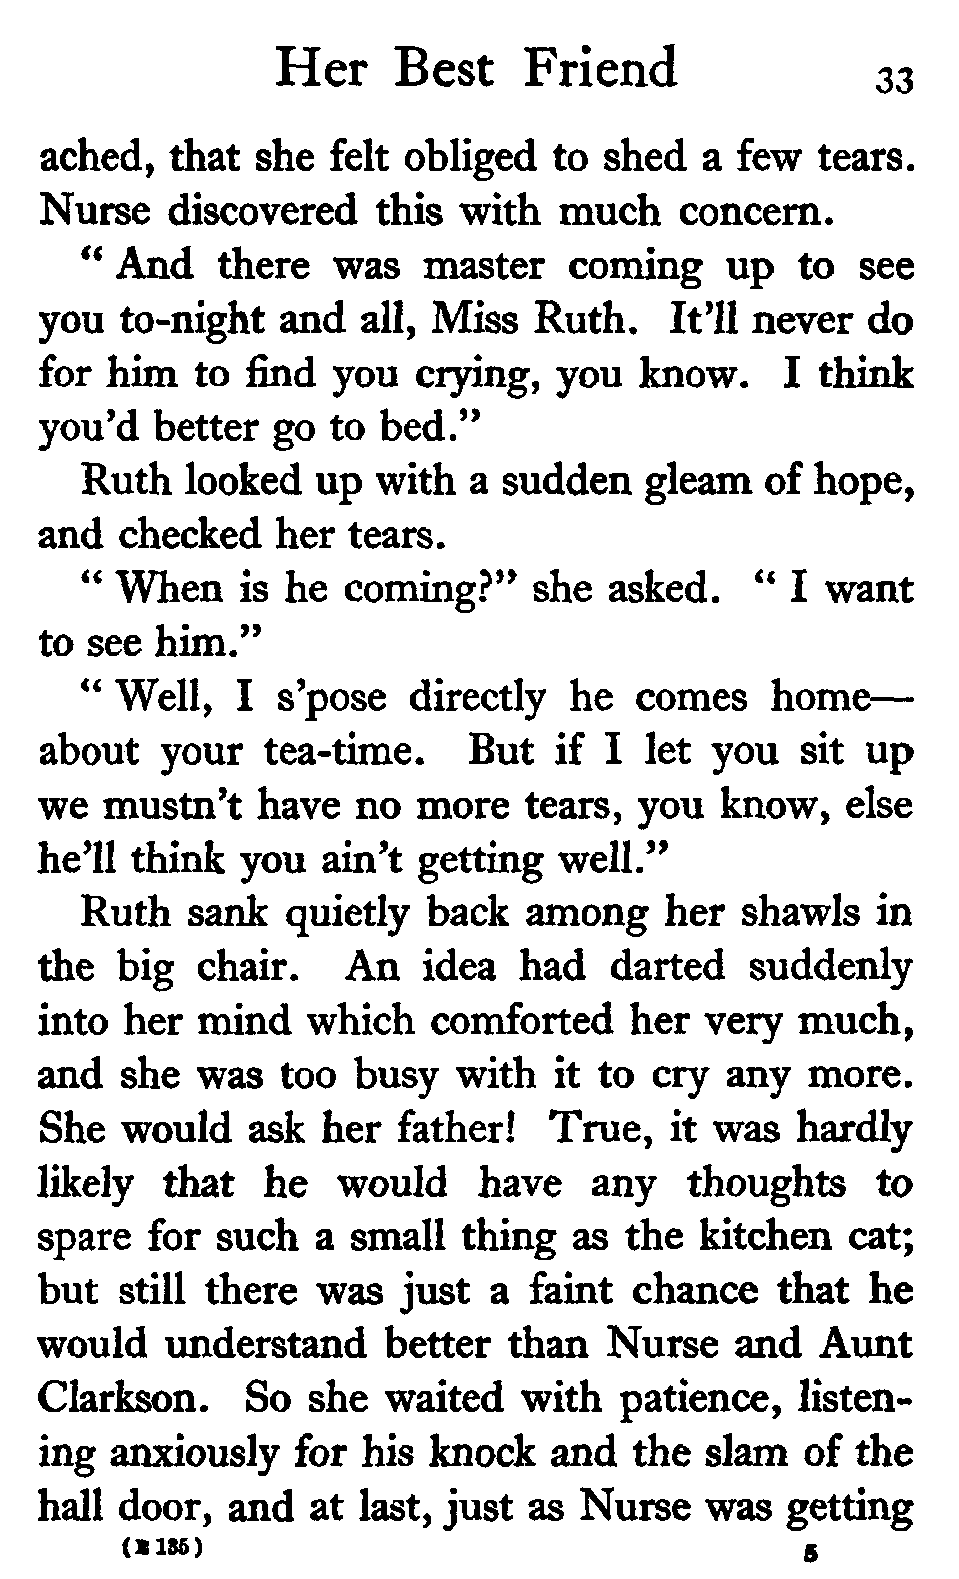 Her Best Friend 33
ached, that she felt obliged to shed a few tears.
Nurse discovered this with much concern.
“ And there was master coming up to see
you to-night and all, Miss Ruth. It’ll never do
for him to find you crying, you know. I think
you’d better go to bed.”
Ruth looked up with a sudden gleam of hope,
and checked her tears.
“ When is he coming?” she asked. “ I want
to see him.”
“ Well, I s’pose directly he comes home—
about your tea-time. But if I let you sit up
we mustn’t have no more tears, you know, else
he’ll think you ain’t getting well.”
Ruth sank quietly back among her shawls in
the big chair. An idea had darted suddenly
into her mind which comforted her very much,
and she was too busy with it to cry any more.
She would ask her father! True, it was hardly
likely that he would have any thoughts to
spare for such a small thing as the kitchen cat;
but still there was just a faint chance that he
would understand better than Nurse and Aunt
Clarkson. So she waited with patience, listen-
ing anxiously for his knock and the slam of the
hall door, and at last, just as Nurse was getting
135) 5